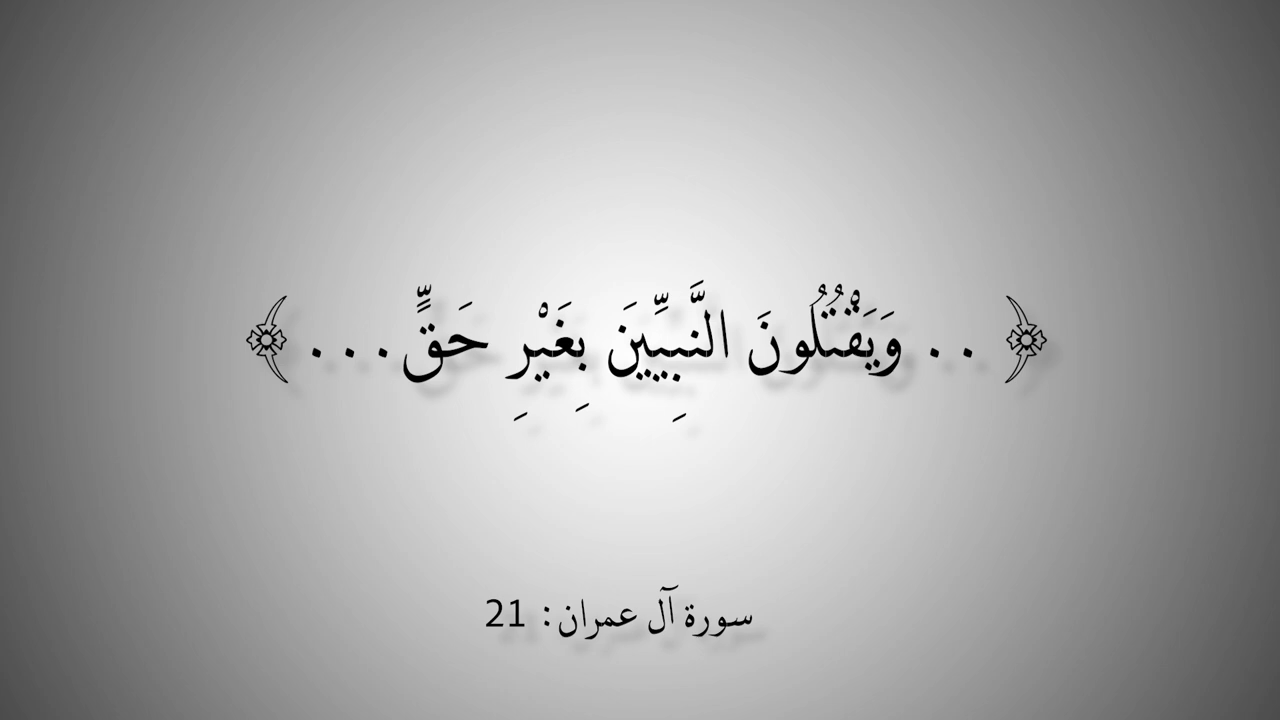 ﴿ .. وَيَقْتُلُونَ النَّبِيِّينَ بِغَيْرِ حَقٍّ ... ﴾
سورة آل عمران: 21